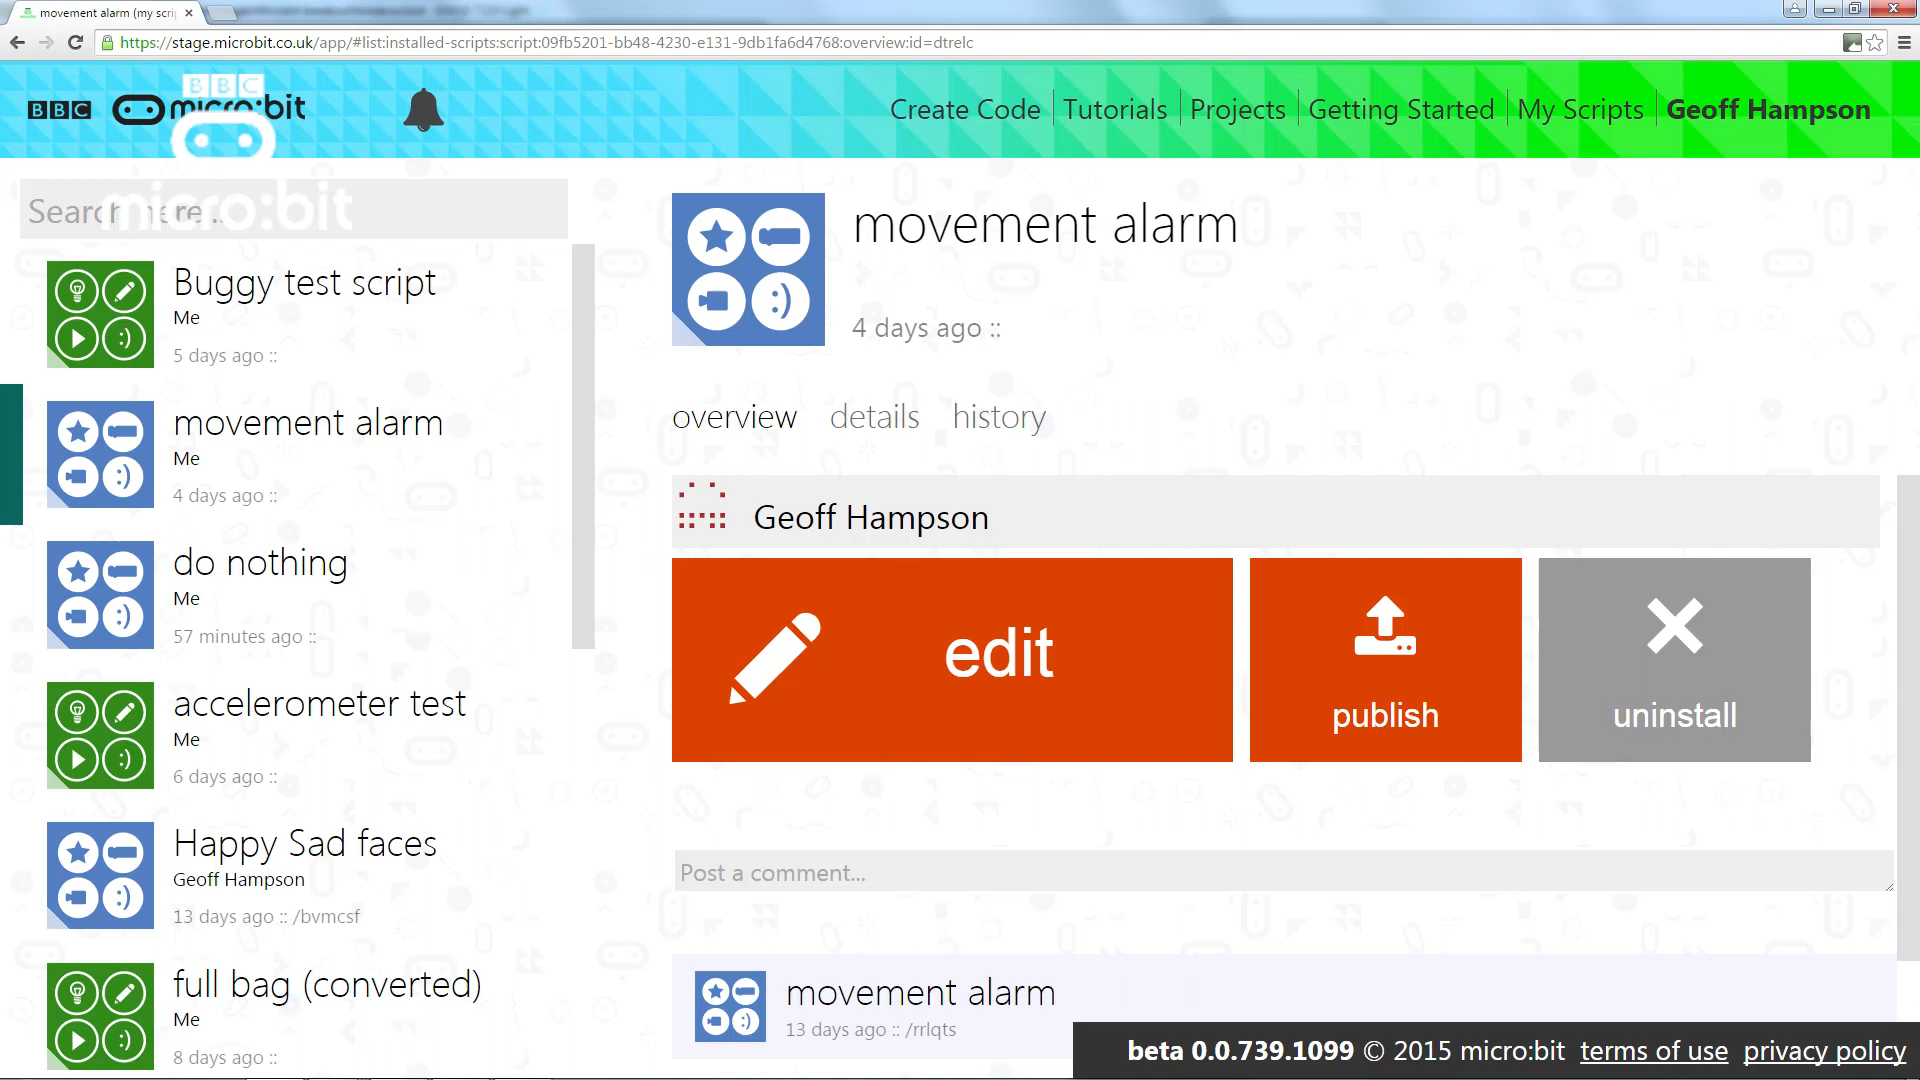 movement alarm (my scri
https://stage.microbit.co.uk/app/#list:installed-scripts:script:09fb5201-bb48-4230-e131-9db1fa6d4768:overview:id=dtrelc
BBC micro:bit
BBC
micro:bit
Create Code Tutorials Projects Getting Started My Scripts Geoff Hampson
Search here ...
Buggy test script
Me
5 days ago ::
movement alarm
Me
4 days ago ::
do nothing
Me
57 minutes ago ::
accelerometer test
Me
6 days ago ::
Happy Sad faces
Geoff Hampson
13 days ago :: /bvmcsf
full bag (converted)
Me
8 days ago ::
movement alarm
4 days ago ::
overview details history
Geoff Hampson
edit
publish
uninstall
Post a comment...
movement alarm
13 days ago :: /rrlqts
beta 0.0.739.1099 © 2015 micro:bit terms of use privacy policy